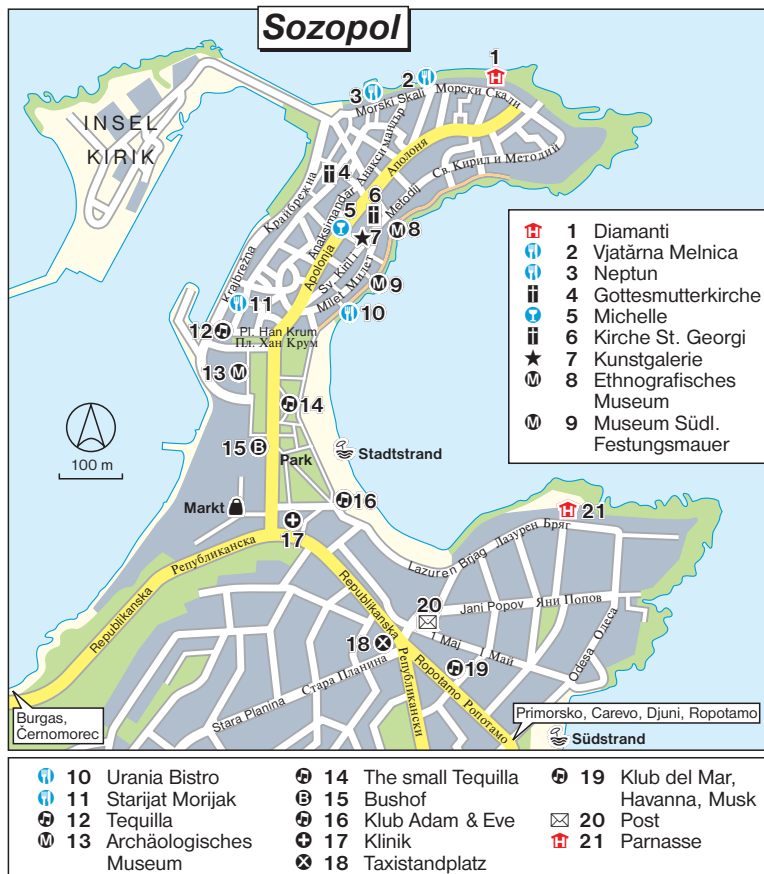 Sozopol
INSEL
KIRIK
1
2
3
Morski Skali
Морски Скали
4
Крайбрежна
Krajbrežna
Анаксимандър
Anaksimandar
Аполоня
Apolonja
Св. Кирил и Методий
Sv. Kiril i Metodij
5
6
7
8
9
Milet Милет
10
11
12
Pl. Han Krum
Пл. Хан Крум
13
14
15
Park
Stadtstrand
16
Markt
17
100 m
Republikanska Републиканска
Lazuren Brjag Лазурен Бряг
21
Republikanska
Републикански
Jani Popov Яни Попов
20
1 Maj 1 Май
Odesa Одеса
18
19
Stara Planina Стара Планина
Ropotamo Ропотамо
Burgas,
Černomorec
Primorsko, Carevo, Djuni, Ropotamo
Südstrand
1 Diamanti
2 Vjatărna Melnica
3 Neptun
4 Gottesmutterkirche
5 Michelle
6 Kirche St. Georgi
7 Kunstgalerie
M 8 Ethnografisches
Museum
M 9 Museum Südl.
Festungsmauer
10 Urania Bistro
11 Starijat Morijak
12 Tequilla
M 13 Archäologisches
Museum
14 The small Tequilla
B 15 Bushof
16 Klub Adam & Eve
17 Klinik
18 Taxistandplatz
19 Klub del Mar,
Havanna, Musk
20 Post
21 Parnasse